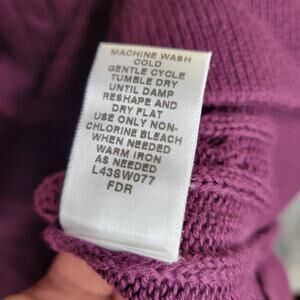 MACHINE WASH
COLD
GENTLE CYCLE
TUMBLE DRY
UNTIL DAMP
RESHAPE AND
DRY FLAT
USE ONLY NON-
CHLORINE BLEACH
WHEN NEEDED
WARM IRON
AS NEEDED
L43SW077
FDR